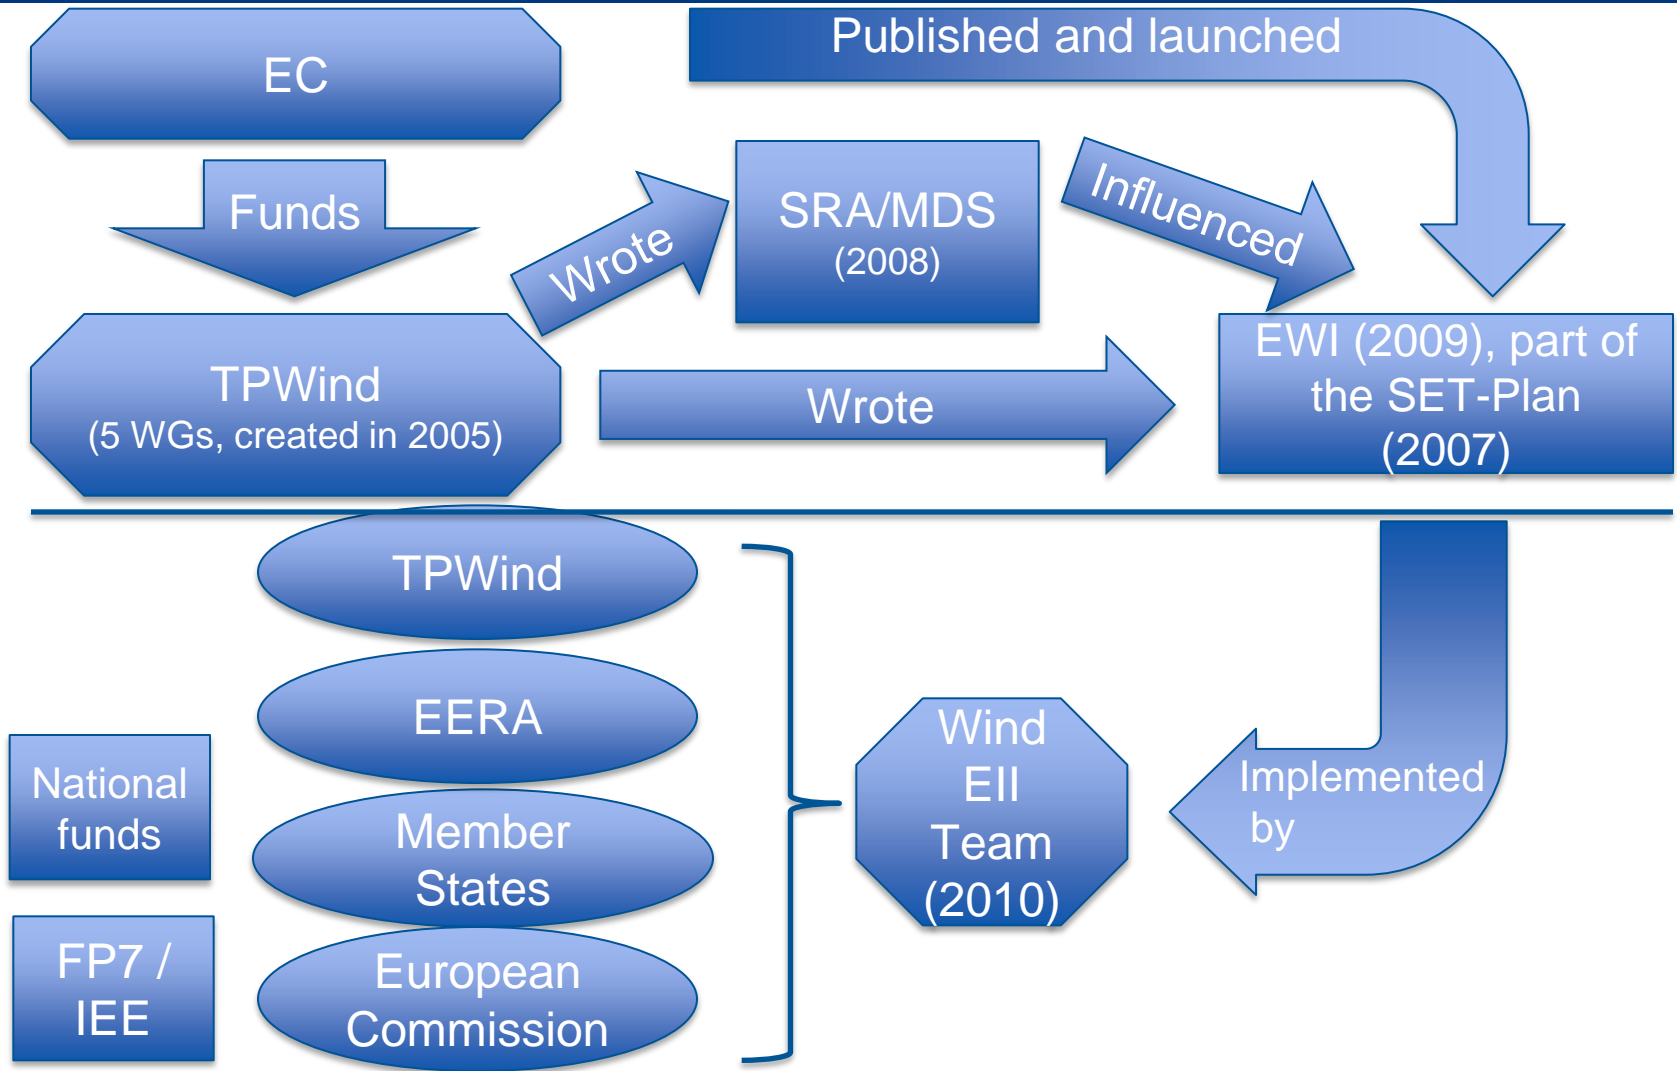 EC
Published and launched
Funds
Wrote
SRA/MDS
(2008)
Influenced
TPWind
(5 WGs, created in 2005)
Wrote
EWI (2009), part of
the SET-Plan
(2007)
TPWind
EERA
Member
States
European
Commission
National
funds
FP7 /
IEE
Wind
EII
Team
(2010)
Implemented
by